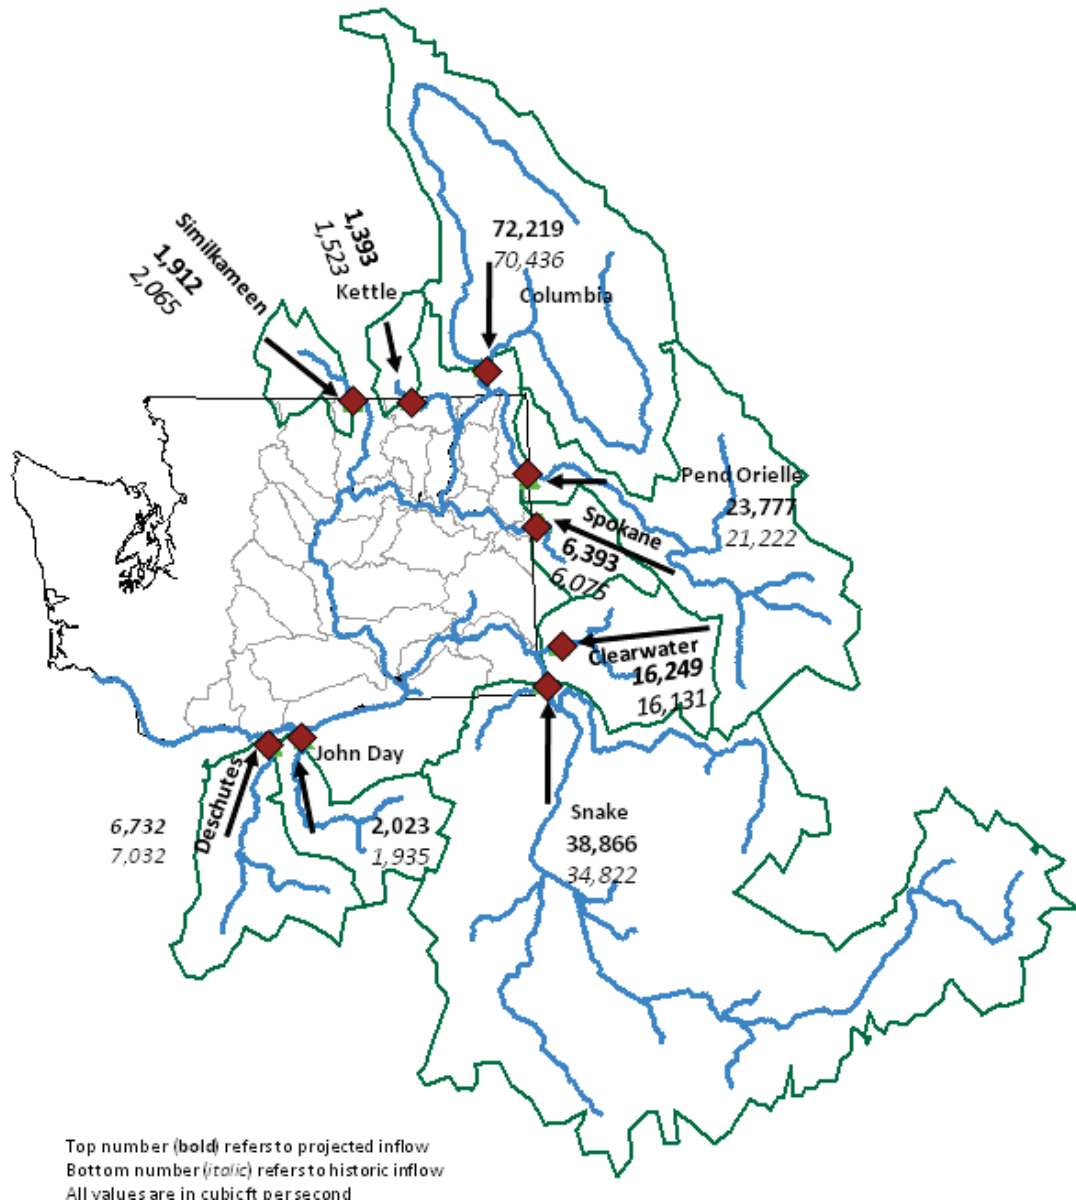 Similkameen
1,912
2,065
1,393
1,523
Kettle
72,219
70,436
Columbia
Pend Orielle
23,777
21,222
Spokane
6,393
6,075
Clearwater
16,249
16,131
John Day
2,023
1,935
Deschutes
6,732
7,032
Snake
38,866
34,822
Top number (bold) refers to projected inflow
Bottom number (italic) refers to historic inflow
All values are in cubic ft per second